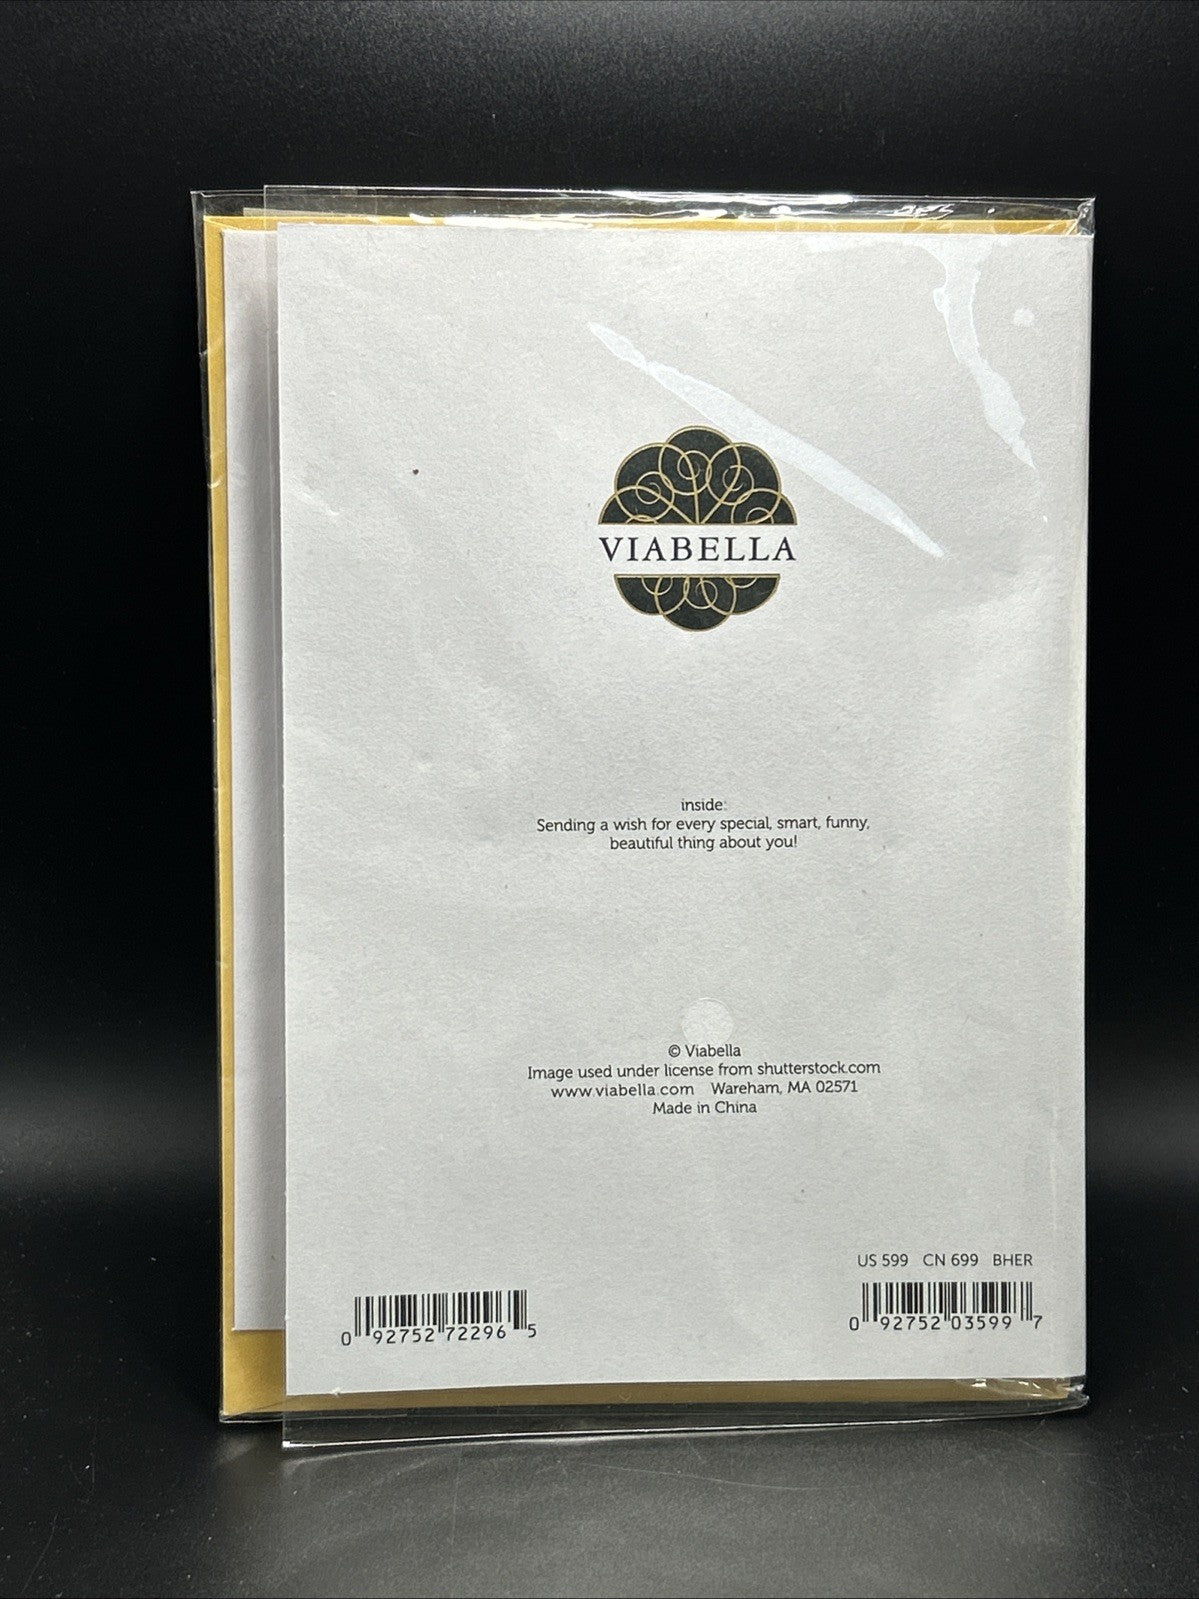 VIABELLA
inside:
Sending a wish for every special, smart, funny,
beautiful thing about you!
© Viabella
Image used under license from shutterstock.com
www.viabella.com Wareham, MA 02571
Made in China
US 599 CN 699 BHER
0 92752 72296 5
0 92752 03599 7